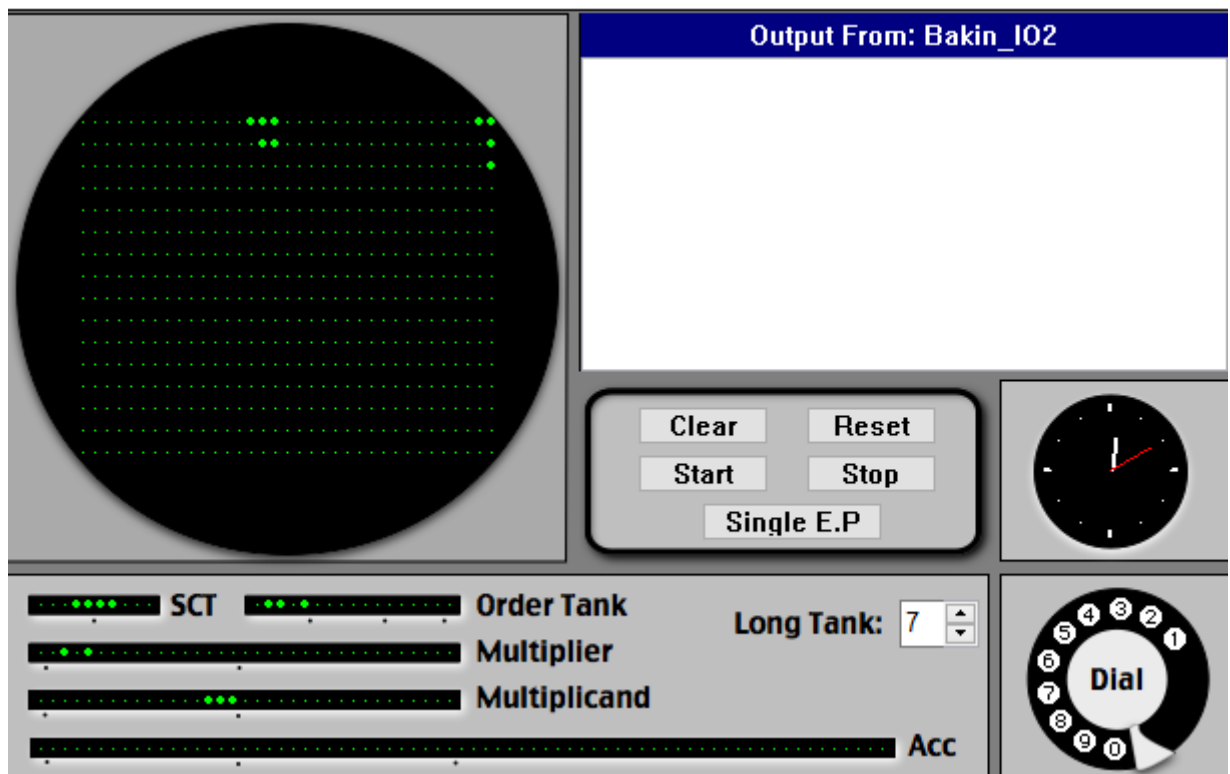 Output From: Bakin_IO2
Clear Reset
Start Stop
Single E.P
SCT Order Tank
Long Tank: 7
Multiplier
Multiplicand
Acc
4 3 2 1
5
6
7
8
9 0
Dial